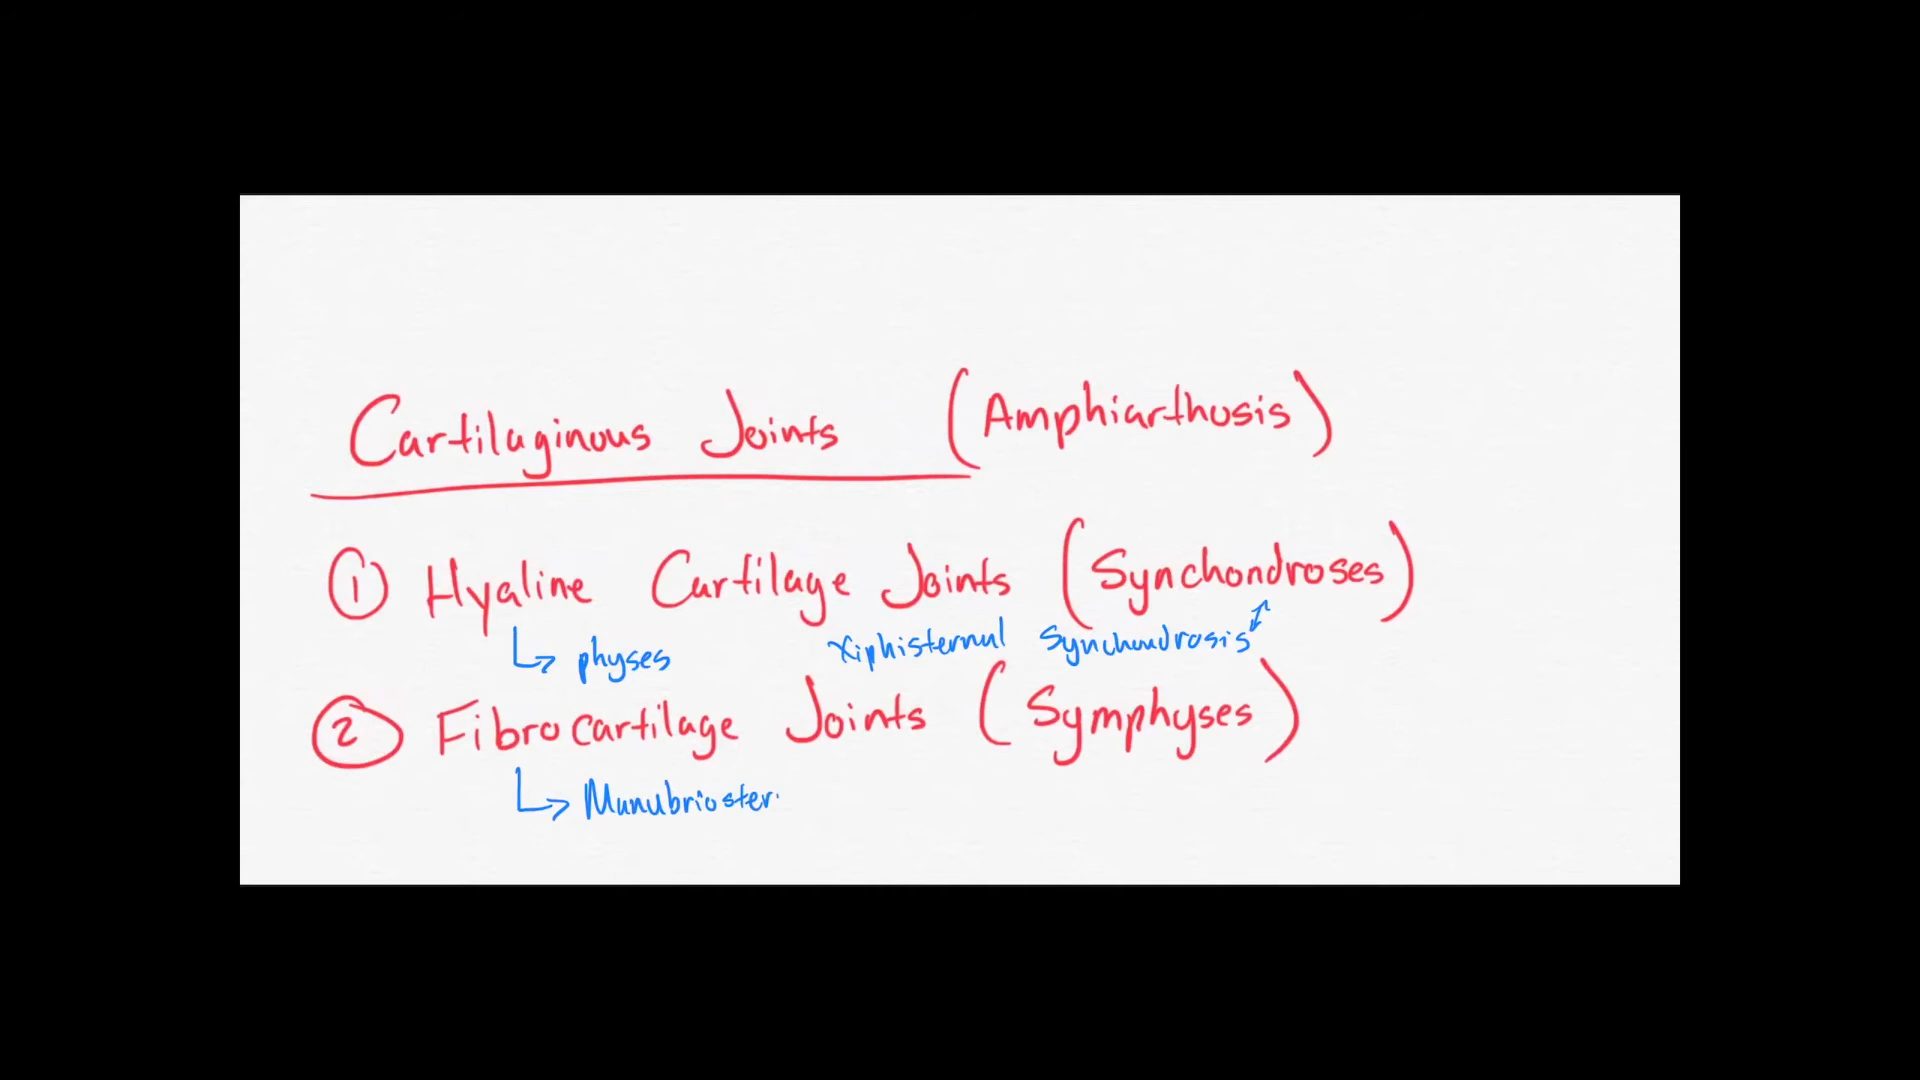 Cartilaginous Joints (Amphiarthosis)
① Hyaline Cartilage Joints (Synchondroses)
↳ physes Xiphisternal Synchondrosis
② Fibrocartilage Joints (Symphyses)
↳ Manubrioster